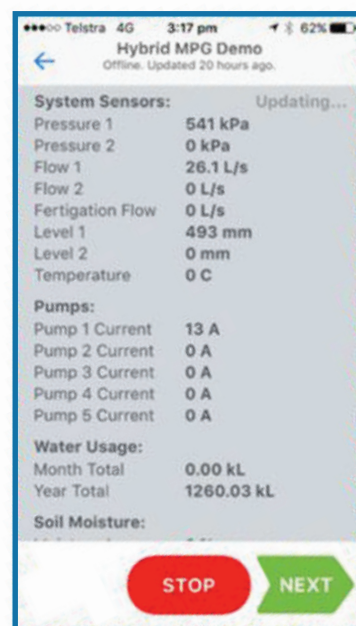 Telstra 4G 3:17 pm 62%
Hybrid MPG Demo
Offline. Updated 20 hours ago.
System Sensors: Updating...
Pressure 1 541 kPa
Pressure 2 0 kPa
Flow 1 26.1 L/s
Flow 2 0 L/s
Fertigation Flow 0 L/s
Level 1 493 mm
Level 2 0 mm
Temperature 0 C
Pumps:
Pump 1 Current 13 A
Pump 2 Current 0 A
Pump 3 Current 0 A
Pump 4 Current 0 A
Pump 5 Current 0 A
Water Usage:
Month Total 0.00 kL
Year Total 1260.03 kL
Soil Moisture:
STOP NEXT